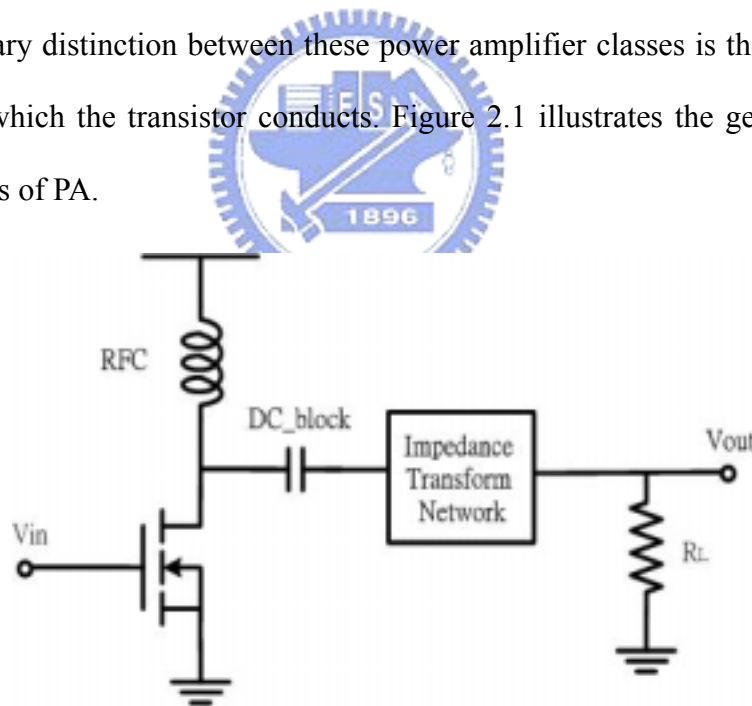 ary distinction between these power amplifier classes is th
which the transistor conducts. Figure 2.1 illustrates the ge
s of PA.
E S
1896
RFC
DC_block
Impedance
Transform
Network
Vout
Vin
RL